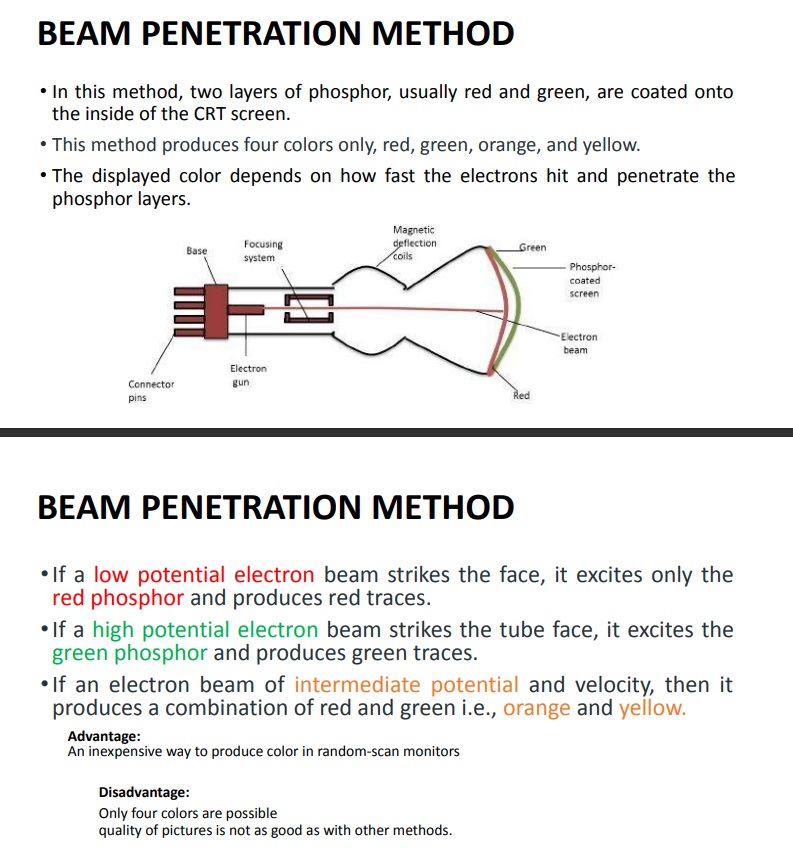 BEAM PENETRATION METHOD
• In this method, two layers of phosphor, usually red and green, are coated onto
the inside of the CRT screen.
• This method produces four colors only, red, green, orange, and yellow.
• The displayed color depends on how fast the electrons hit and penetrate the
phosphor layers.
Base
Focusing
system
Magnetic
deflection
coils
Green
Phosphor-
coated
screen
Electron
beam
Electron
gun
Connector
pins
Red
BEAM PENETRATION METHOD
• If a low potential electron beam strikes the face, it excites only the
red phosphor and produces red traces.
• If a high potential electron beam strikes the tube face, it excites the
green phosphor and produces green traces.
• If an electron beam of intermediate potential and velocity, then it
produces a combination of red and green i.e., orange and yellow.
Advantage:
An inexpensive way to produce color in random-scan monitors
Disadvantage:
Only four colors are possible
quality of pictures is not as good as with other methods.